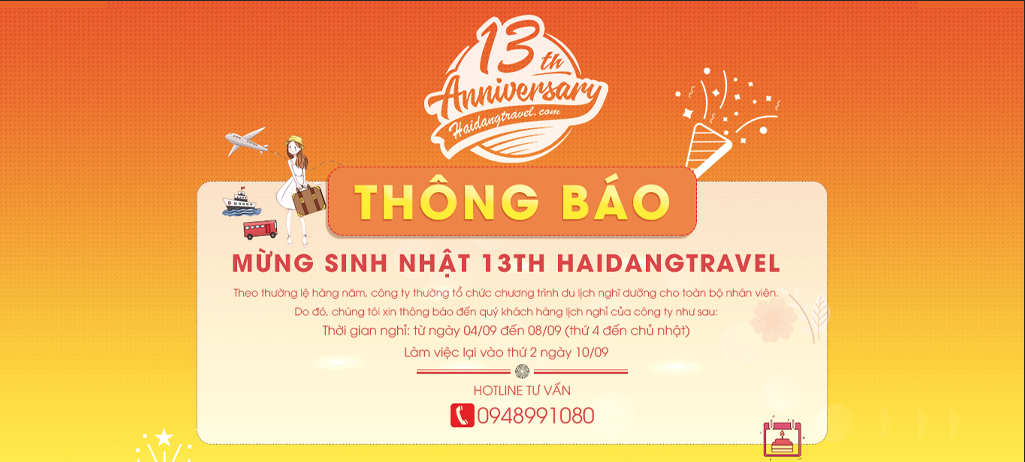 13th
Anniversary
Haidangtravel.com
THÔNG BÁO
MỪNG SINH NHẬT 13TH HAIDANGTRAVEL
Theo thường lệ hàng năm, công ty thường tổ chức chương trình du lịch nghĩ dưỡng cho toàn bộ nhân viên.
Do đó, chúng tôi xin thông báo đến quý khách hàng lịch nghỉ của công ty như sau:
Thời gian nghỉ: từ ngày 04/09 đến 08/09 (thứ 4 đến chủ nhật)
Làm việc lại vào thứ 2 ngày 10/09
HOTLINE TƯ VẤN
0948991080